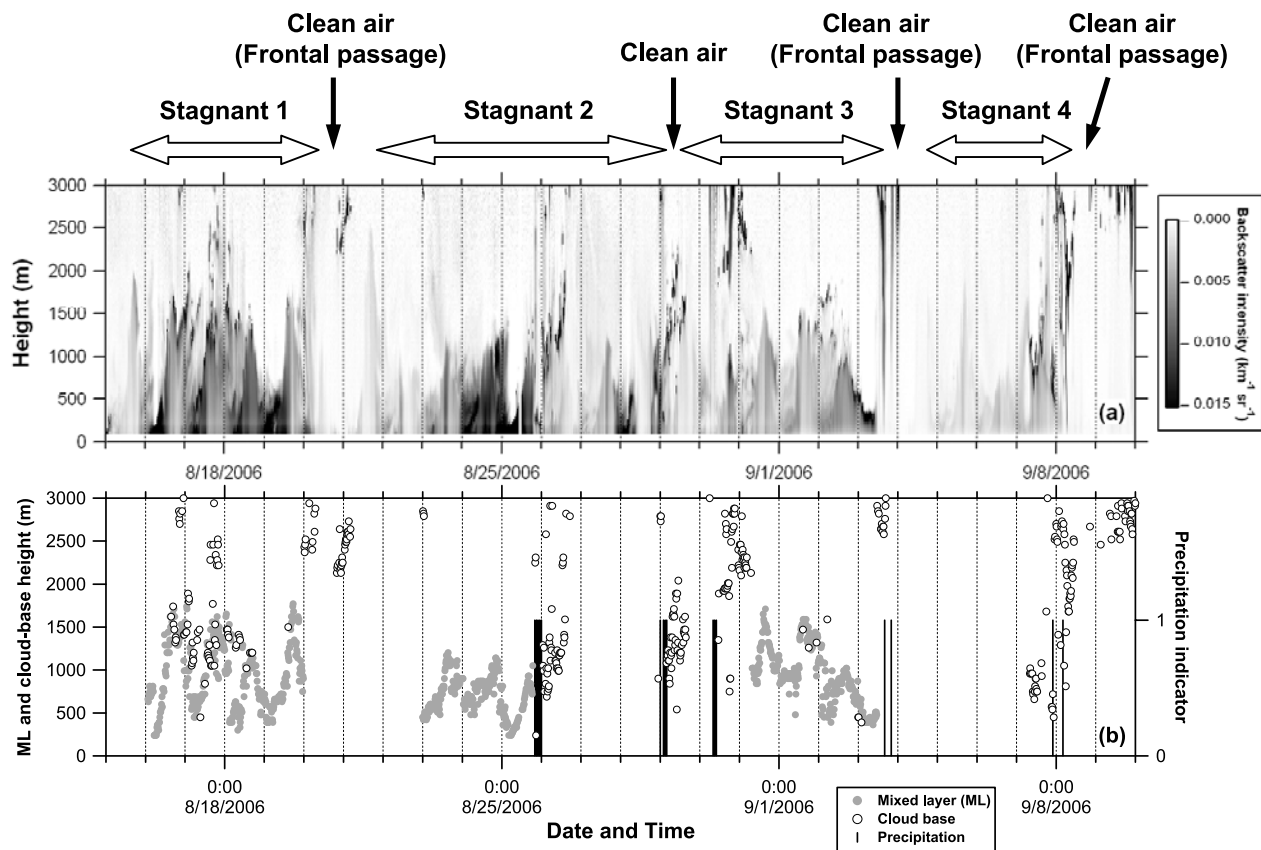 Clean air
(Frontal passage)
Clean air
Clean air
(Frontal passage)
Clean air
(Frontal passage)
Stagnant 1
Stagnant 2
Stagnant 3
Stagnant 4
Height (m)
3000
2500
2000
1500
1000
500
0
(a)
0.000
0.005
0.010
0.015
Backscatter intensity (km⁻¹ sr⁻¹)
8/18/2006
8/25/2006
9/1/2006
9/8/2006
ML and cloud-base height (m)
3000
2500
2000
1500
1000
500
0
(b)
1
0
Precipitation indicator
0:00
8/18/2006
0:00
8/25/2006
0:00
9/1/2006
0:00
9/8/2006
Date and Time
Mixed layer (ML)
Cloud base
Precipitation